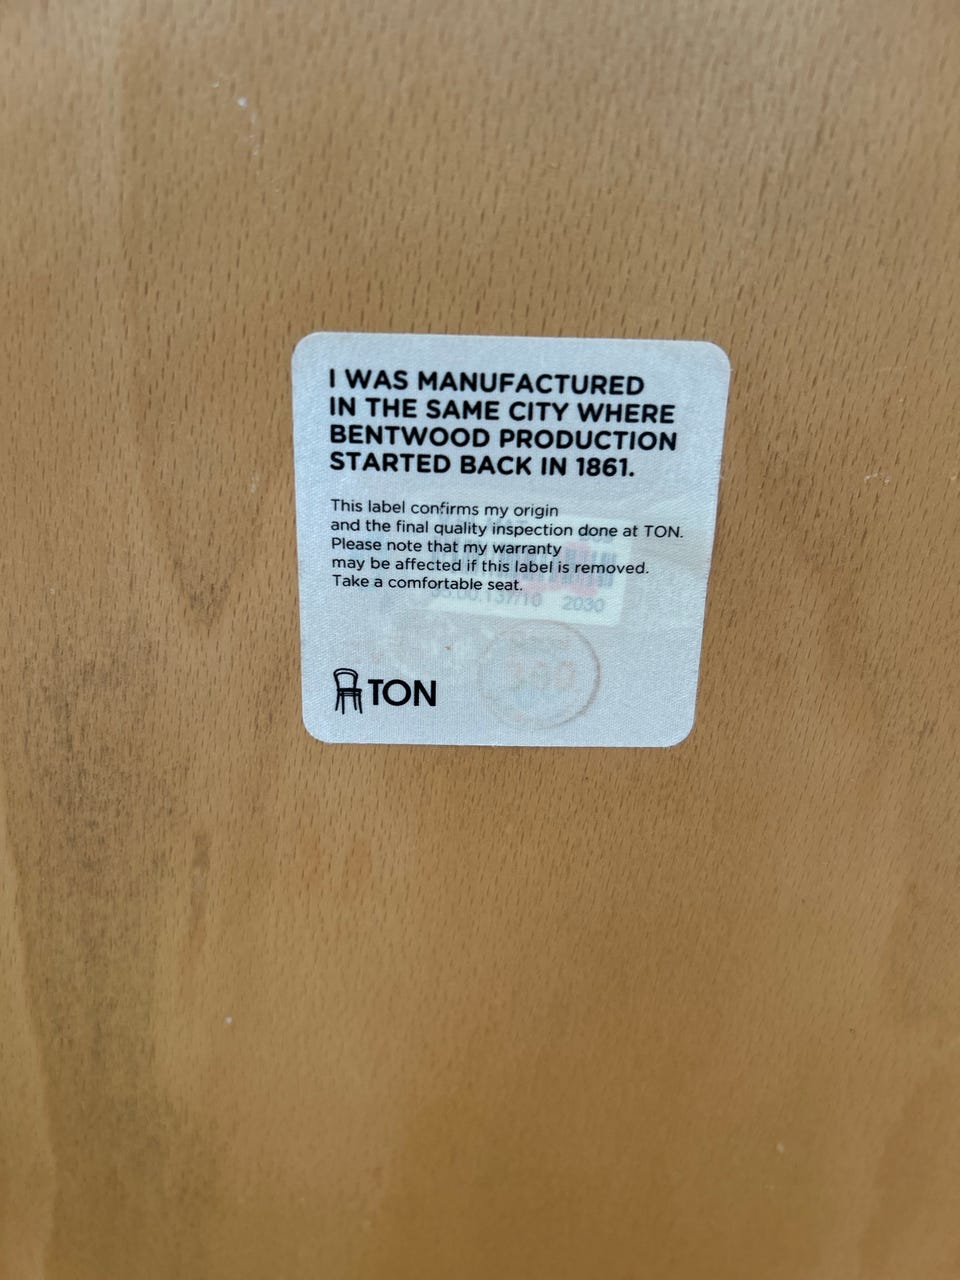 I WAS MANUFACTURED
IN THE SAME CITY WHERE
BENTWOOD PRODUCTION
STARTED BACK IN 1861.
This label confirms my origin
and the final quality inspection done at TON.
Please note that my warranty
may be affected if this label is removed.
Take a comfortable seat.
2030
TON